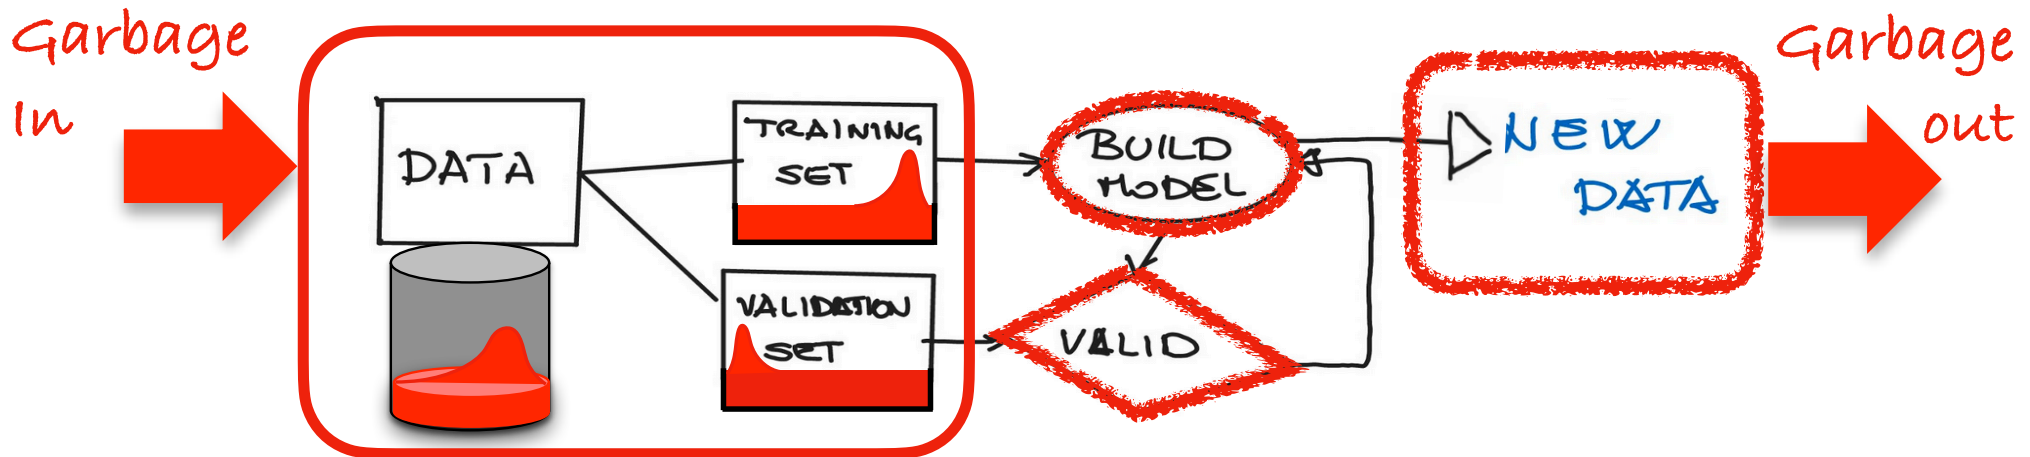 Garbage
In
DATA
TRAINING
SET
VALIDATION
SET
BUILD
MODEL
VALID
NEW
DATA
Garbage
out